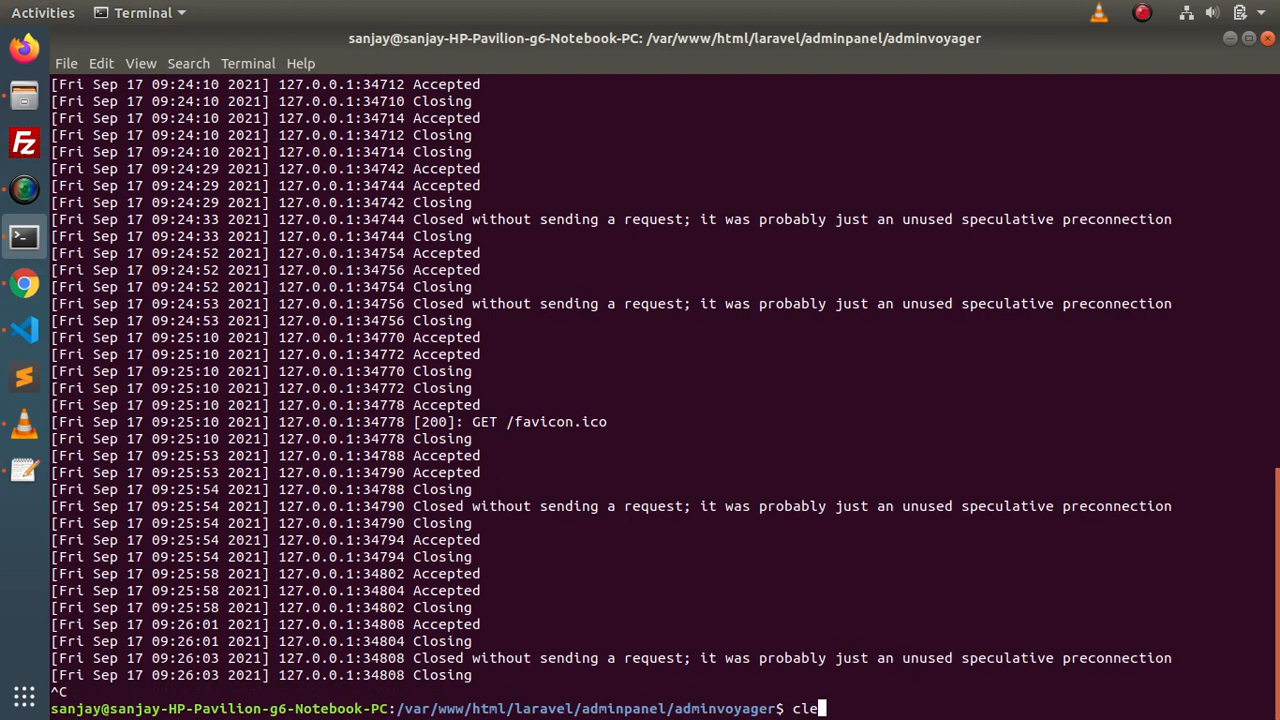 Activities Terminal
sanjay@sanjay-HP-Pavilion-g6-Notebook-PC: /var/www/html/laravel/adminpanel/adminvoyager
File Edit View Search Terminal Help
[Fri Sep 17 09:24:10 2021] 127.0.0.1:34712 Accepted
[Fri Sep 17 09:24:10 2021] 127.0.0.1:34710 Closing
[Fri Sep 17 09:24:10 2021] 127.0.0.1:34714 Accepted
[Fri Sep 17 09:24:10 2021] 127.0.0.1:34712 Closing
[Fri Sep 17 09:24:10 2021] 127.0.0.1:34714 Closing
[Fri Sep 17 09:24:29 2021] 127.0.0.1:34742 Accepted
[Fri Sep 17 09:24:29 2021] 127.0.0.1:34744 Accepted
[Fri Sep 17 09:24:29 2021] 127.0.0.1:34742 Closing
[Fri Sep 17 09:24:33 2021] 127.0.0.1:34744 Closed without sending a request; it was probably just an unused speculative preconnection
[Fri Sep 17 09:24:33 2021] 127.0.0.1:34744 Closing
[Fri Sep 17 09:24:52 2021] 127.0.0.1:34754 Accepted
[Fri Sep 17 09:24:52 2021] 127.0.0.1:34756 Accepted
[Fri Sep 17 09:24:52 2021] 127.0.0.1:34754 Closing
[Fri Sep 17 09:24:53 2021] 127.0.0.1:34756 Closed without sending a request; it was probably just an unused speculative preconnection
[Fri Sep 17 09:24:53 2021] 127.0.0.1:34756 Closing
[Fri Sep 17 09:25:10 2021] 127.0.0.1:34770 Accepted
[Fri Sep 17 09:25:10 2021] 127.0.0.1:34772 Accepted
[Fri Sep 17 09:25:10 2021] 127.0.0.1:34770 Closing
[Fri Sep 17 09:25:10 2021] 127.0.0.1:34772 Closing
[Fri Sep 17 09:25:10 2021] 127.0.0.1:34778 Accepted
[Fri Sep 17 09:25:10 2021] 127.0.0.1:34778 [200]: GET /favicon.ico
[Fri Sep 17 09:25:10 2021] 127.0.0.1:34778 Closing
[Fri Sep 17 09:25:53 2021] 127.0.0.1:34788 Accepted
[Fri Sep 17 09:25:53 2021] 127.0.0.1:34790 Accepted
[Fri Sep 17 09:25:54 2021] 127.0.0.1:34788 Closing
[Fri Sep 17 09:25:54 2021] 127.0.0.1:34790 Closed without sending a request; it was probably just an unused speculative preconnection
[Fri Sep 17 09:25:54 2021] 127.0.0.1:34790 Closing
[Fri Sep 17 09:25:54 2021] 127.0.0.1:34794 Accepted
[Fri Sep 17 09:25:54 2021] 127.0.0.1:34794 Closing
[Fri Sep 17 09:25:58 2021] 127.0.0.1:34802 Accepted
[Fri Sep 17 09:25:58 2021] 127.0.0.1:34804 Accepted
[Fri Sep 17 09:25:58 2021] 127.0.0.1:34802 Closing
[Fri Sep 17 09:26:01 2021] 127.0.0.1:34808 Accepted
[Fri Sep 17 09:26:01 2021] 127.0.0.1:34804 Closing
[Fri Sep 17 09:26:03 2021] 127.0.0.1:34808 Closed without sending a request; it was probably just an unused speculative preconnection
[Fri Sep 17 09:26:03 2021] 127.0.0.1:34808 Closing
^C
sanjay@sanjay-HP-Pavilion-g6-Notebook-PC:/var/www/html/laravel/adminpanel/adminvoyager$ cle